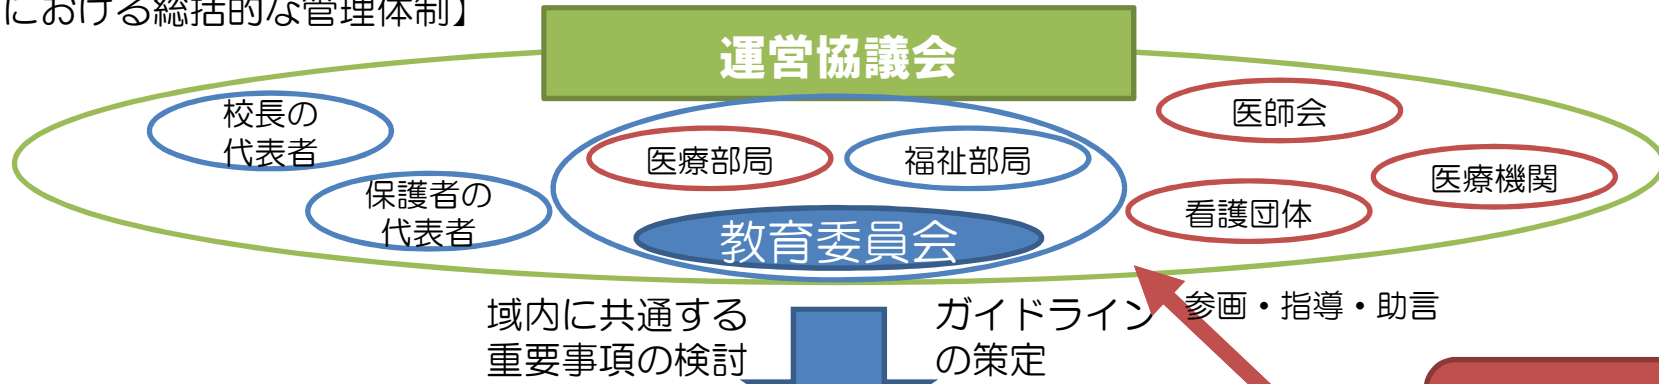 における総括的な管理体制】
運営協議会
校長の
代表者
保護者の
代表者
医療部局
福祉部局
教育委員会
医師会
医療機関
看護団体
域内に共通する
重要事項の検討
ガイドライン
の策定
参画・指導・助言